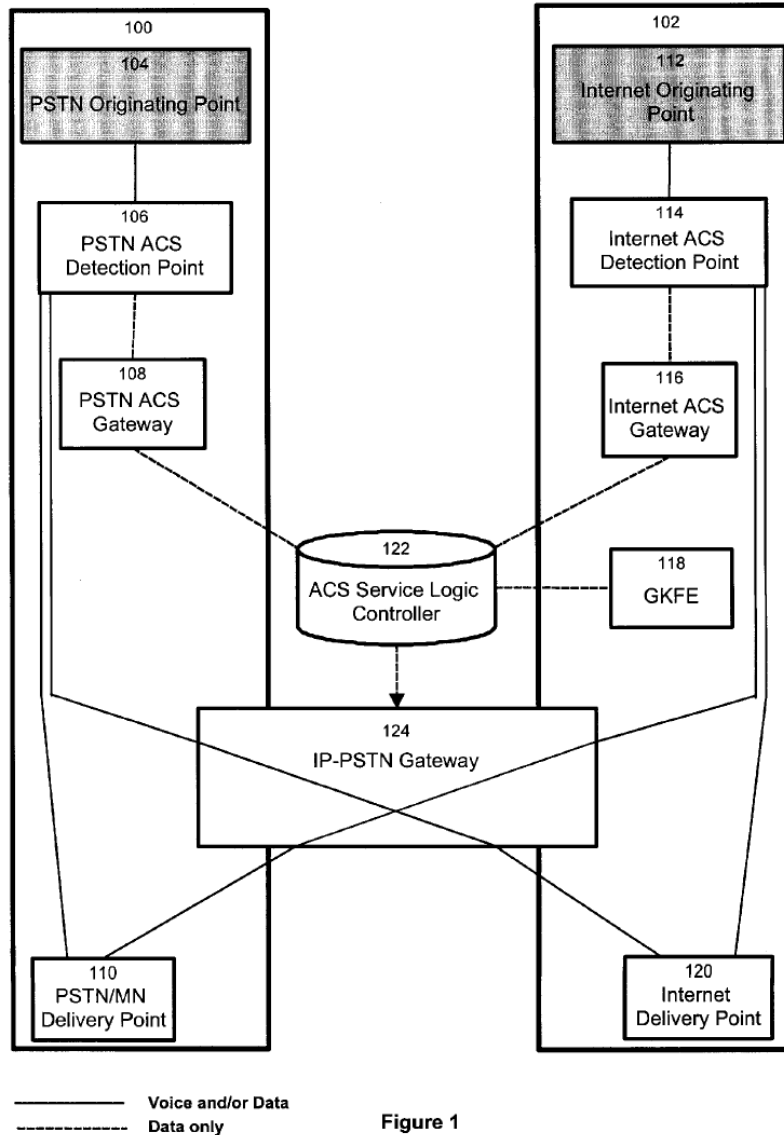 100
104
PSTN Originating Point
106
PSTN ACS
Detection Point
108
PSTN ACS
Gateway
102
112
Internet Originating
Point
114
Internet ACS
Detection Point
116
Internet ACS
Gateway
122
ACS Service Logic
Controller
118
GKFE
124
IP-PSTN Gateway
110
PSTN/MN
Delivery Point
120
Internet
Delivery Point
Voice and/or Data
Data only
Figure 1